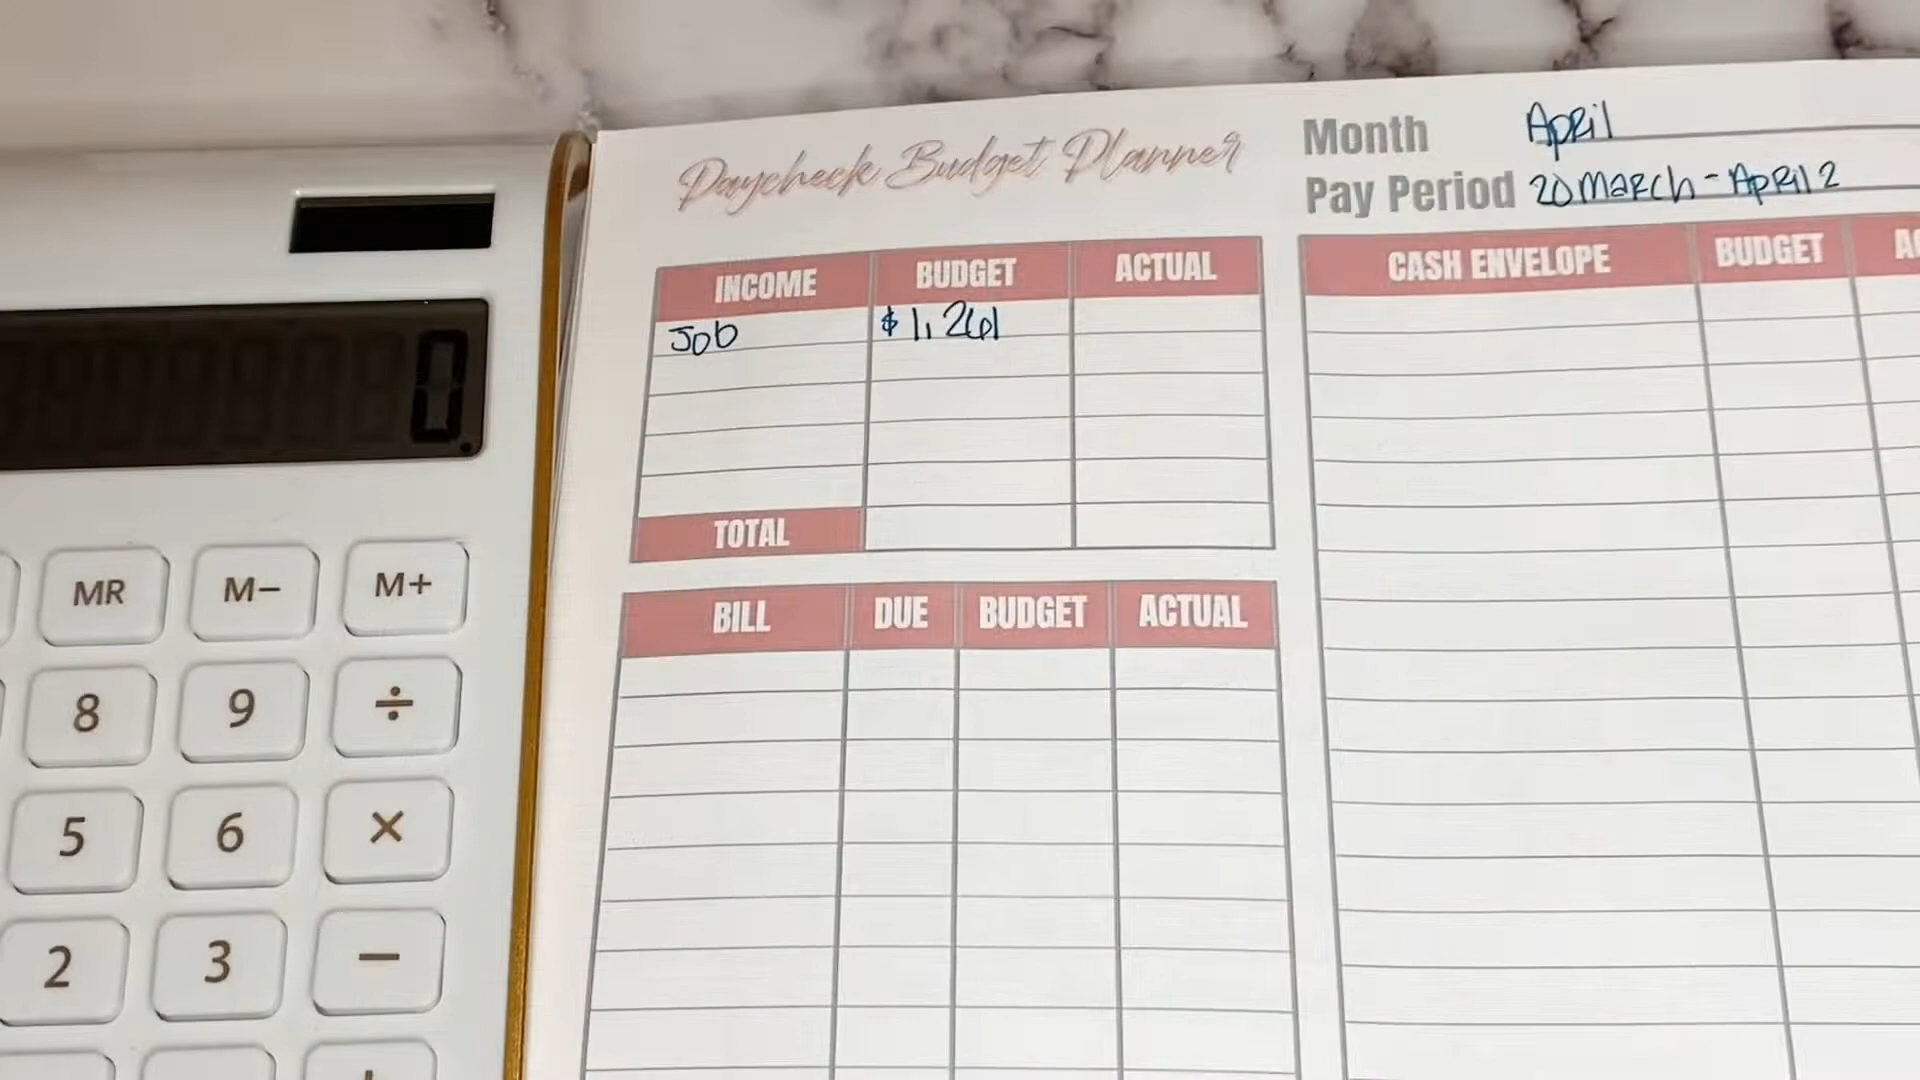 Paycheck Budget Planner
Month April
Pay Period 20 March - April 2
INCOME BUDGET ACTUAL
Job $1,261
TOTAL
BILL DUE BUDGET ACTUAL
CASH ENVELOPE BUDGET
0.
MR M− M+
8 9 ÷
5 6 ×
2 3 −